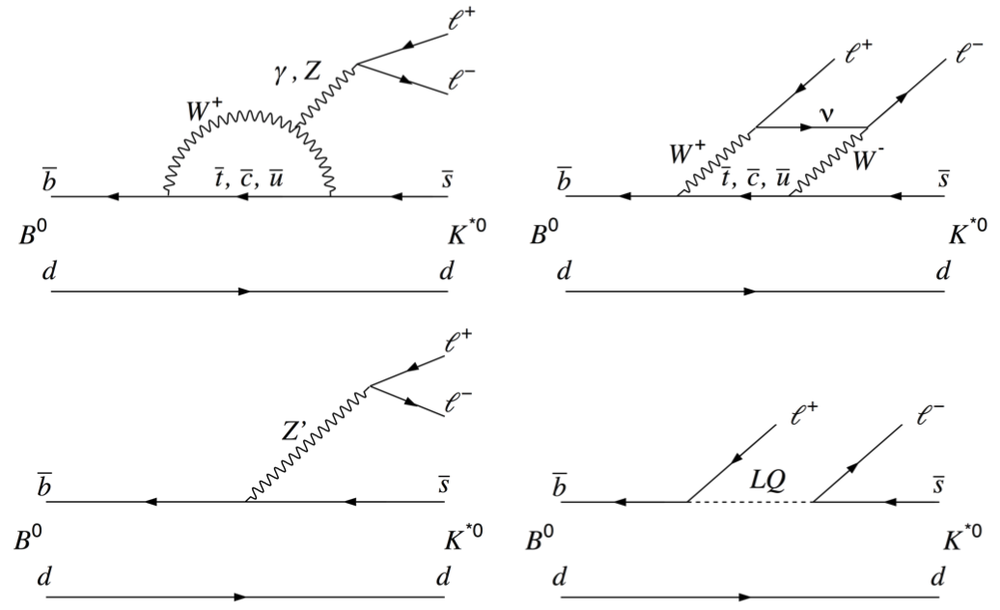 ℓ⁺
γ , Z
ℓ⁻
W⁺
b̄ t̄, c̄, ū s̄
B⁰ K*⁰
d d
ℓ⁺ ℓ⁻
ν
W⁺ W⁻
b̄ t̄, c̄, ū s̄
B⁰ K*⁰
d d
ℓ⁺
ℓ⁻
Z'
b̄ s̄
B⁰ K*⁰
d d
ℓ⁺ ℓ⁻
LQ
b̄ s̄
B⁰ K*⁰
d d